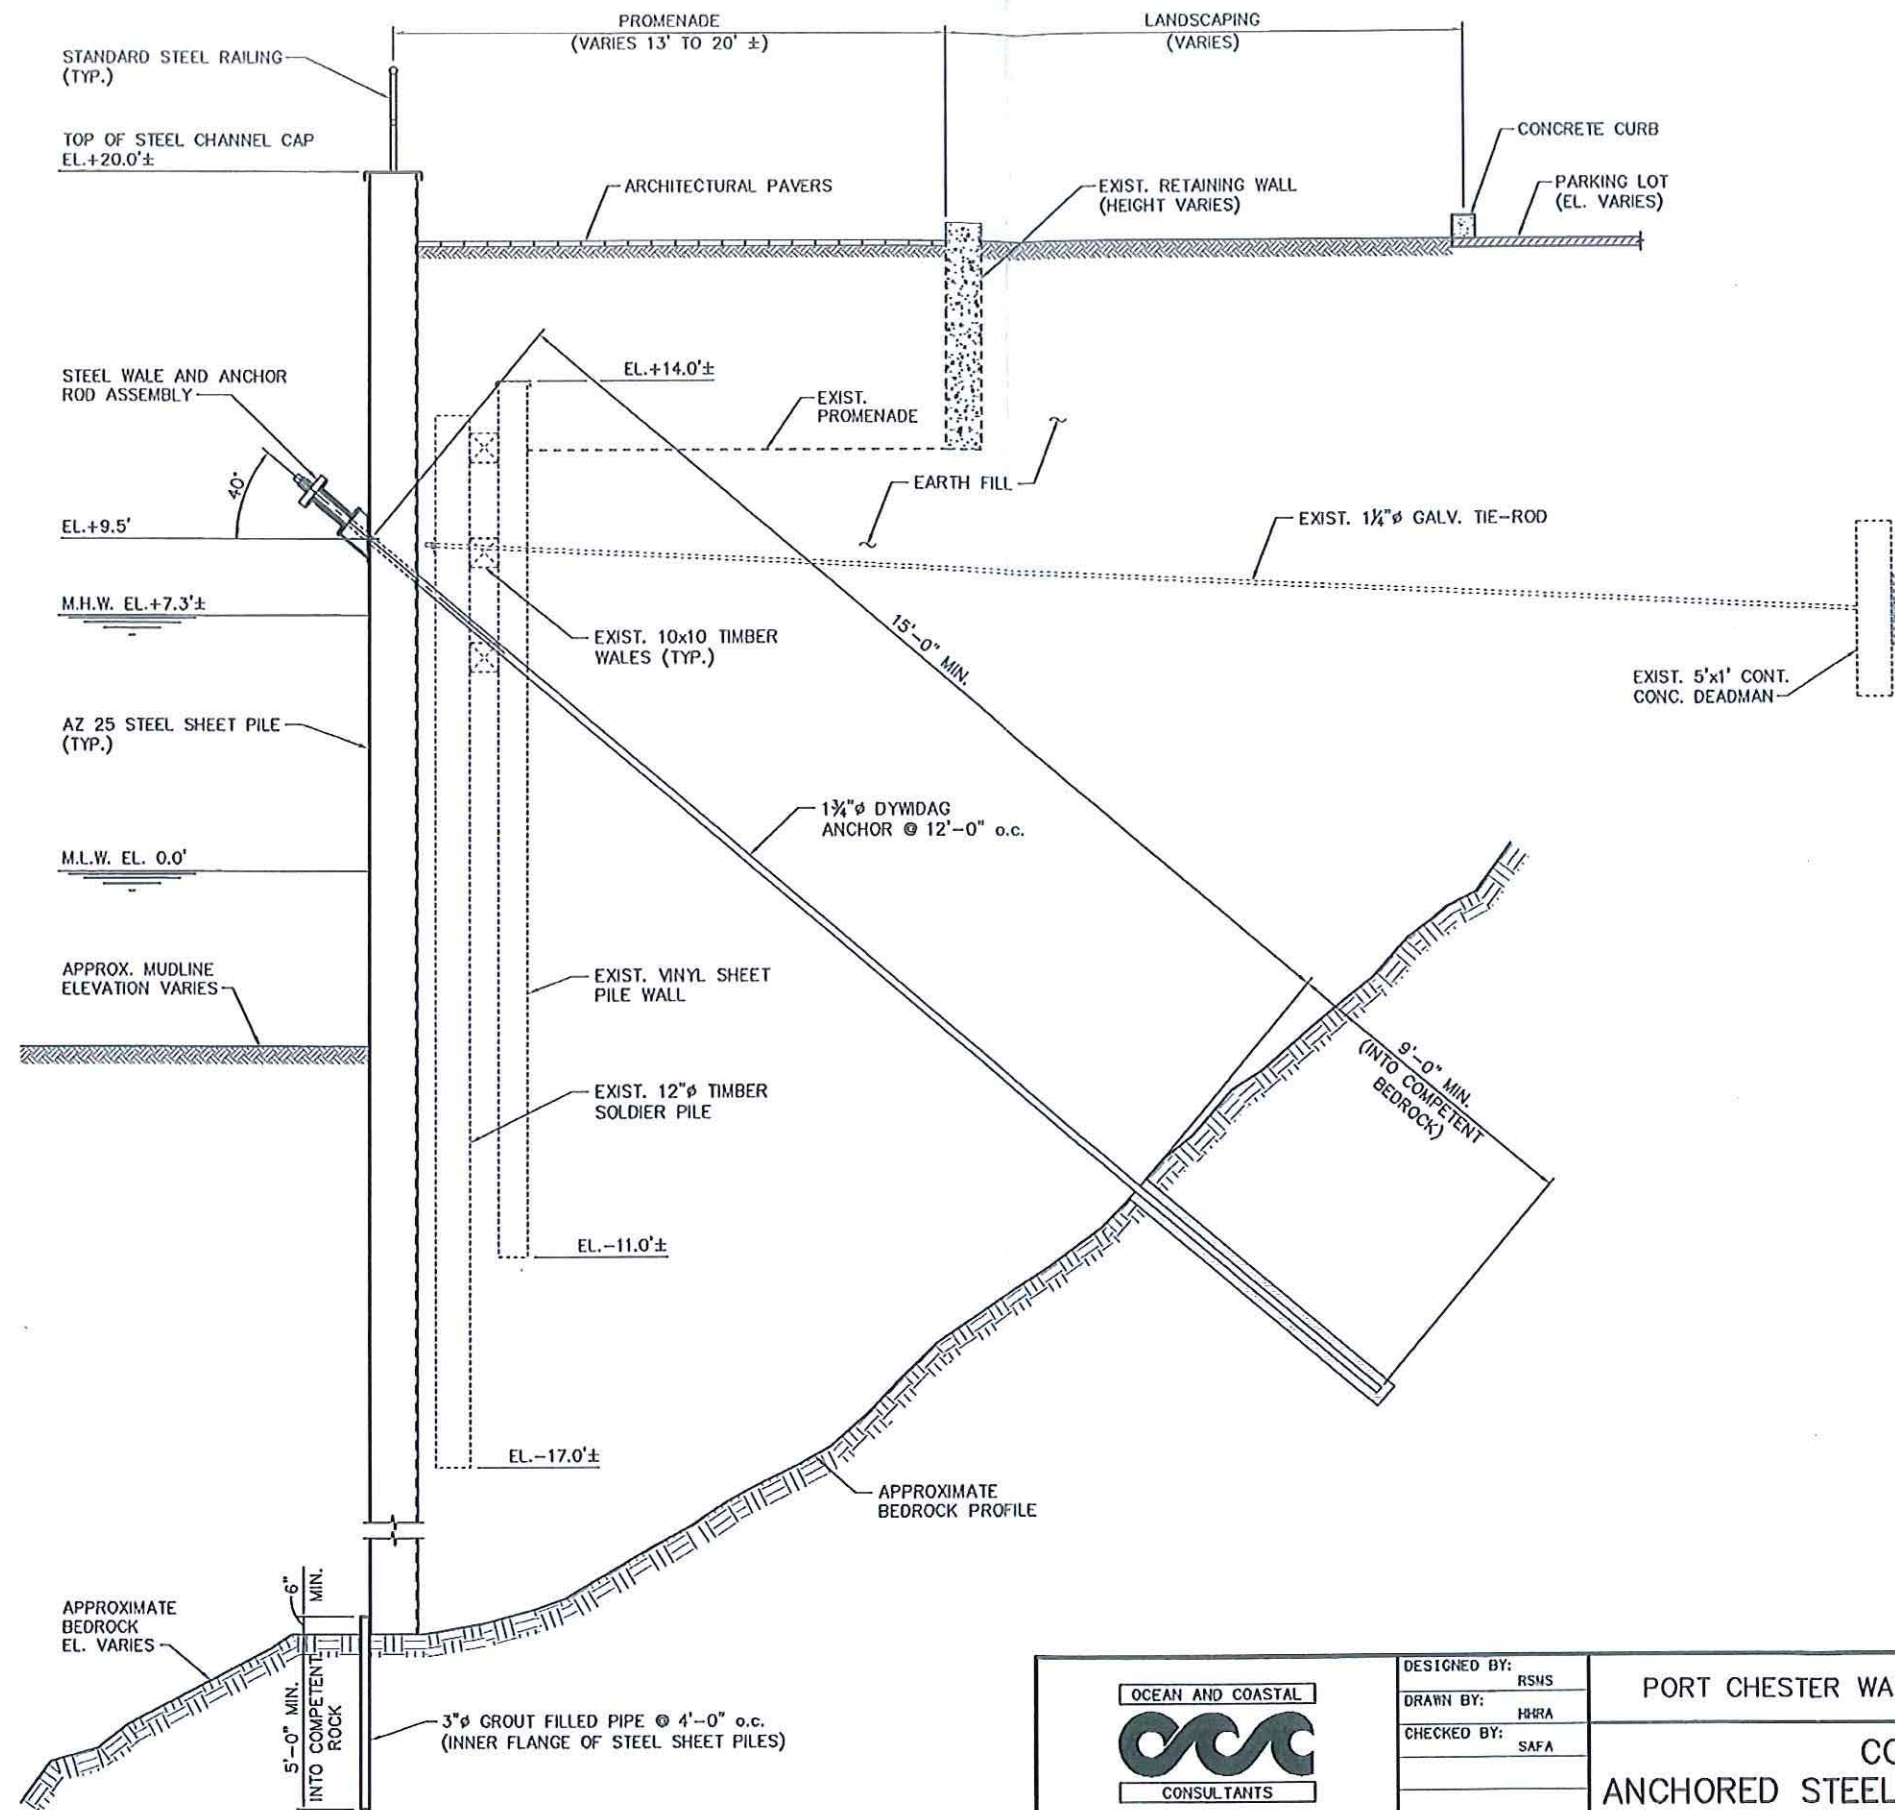 PROMENADE
(VARIES 13' TO 20' ±)
LANDSCAPING
(VARIES)
STANDARD STEEL RAILING
(TYP.)
TOP OF STEEL CHANNEL CAP
EL.+20.0'±
CONCRETE CURB
ARCHITECTURAL PAVERS
EXIST. RETAINING WALL
(HEIGHT VARIES)
PARKING LOT
(EL. VARIES)
STEEL WALE AND ANCHOR
ROD ASSEMBLY
EL.+14.0'±
EXIST.
PROMENADE
40°
EARTH FILL
EL.+9.5'
EXIST. 1¼"ø GALV. TIE-ROD
M.H.W. EL.+7.3'±
EXIST. 10x10 TIMBER
WALES (TYP.)
15'-0" MIN.
EXIST. 5'x1' CONT.
CONC. DEADMAN
AZ 25 STEEL SHEET PILE
(TYP.)
1¾"ø DYWIDAG
ANCHOR @ 12'-0" o.c.
M.L.W. EL. 0.0'
APPROX. MUDLINE
ELEVATION VARIES
EXIST. VINYL SHEET
PILE WALL
9'-0" MIN.
(INTO COMPETENT
BEDROCK)
EXIST. 12"ø TIMBER
SOLDIER PILE
EL.-11.0'±
EL.-17.0'±
APPROXIMATE
BEDROCK PROFILE
6"
MIN.
APPROXIMATE
BEDROCK
EL. VARIES
5'-0" MIN.
INTO COMPETENT
ROCK
3"ø GROUT FILLED PIPE @ 4'-0" o.c.
(INNER FLANGE OF STEEL SHEET PILES)
OCEAN AND COASTAL
OCC
CONSULTANTS
DESIGNED BY:
RSNS
DRAWN BY:
HHRA
CHECKED BY:
SAFA
PORT CHESTER WA
CO
ANCHORED STEEL